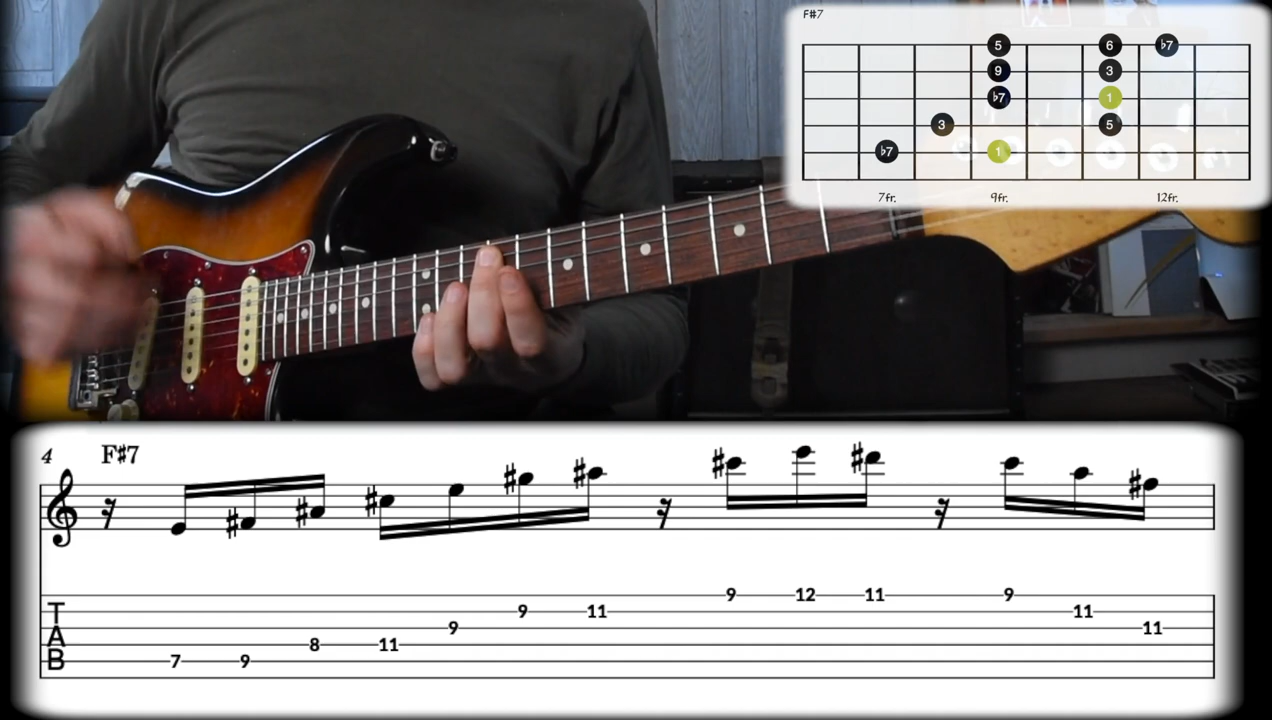 F#7
5 6 ♭7
9 3
♭7 1
3 5
♭7 1
7fr. 9fr. 12fr.
4 F#7
9 12 11 9
T 9 11 11
9 11
A 8 11
B 7 9